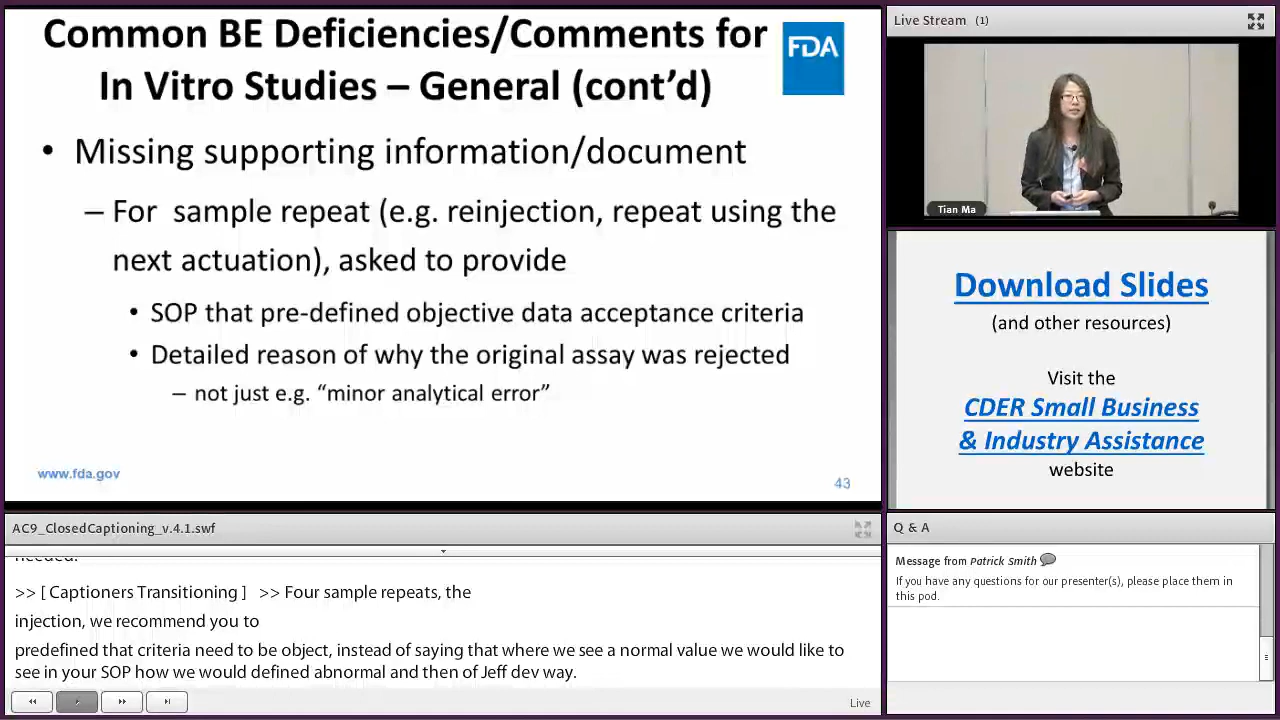 Common BE Deficiencies/Comments for
In Vitro Studies – General (cont’d)
FDA
• Missing supporting information/document
– For sample repeat (e.g. reinjection, repeat using the
next actuation), asked to provide
• SOP that pre-defined objective data acceptance criteria
• Detailed reason of why the original assay was rejected
– not just e.g. “minor analytical error”
www.fda.gov
43
Live Stream (1)
Tian Ma
Download Slides
(and other resources)
Visit the
CDER Small Business
& Industry Assistance
website
AC9_ClosedCaptioning_v.4.1.swf
needed.
>> [ Captioners Transitioning ] >> Four sample repeats, the
injection, we recommend you to
predefined that criteria need to be object, instead of saying that where we see a normal value we would like to
see in your SOP how we would defined abnormal and then of Jeff dev way.
Live
Q & A
Message from Patrick Smith
If you have any questions for our presenter(s), please place them in
this pod.